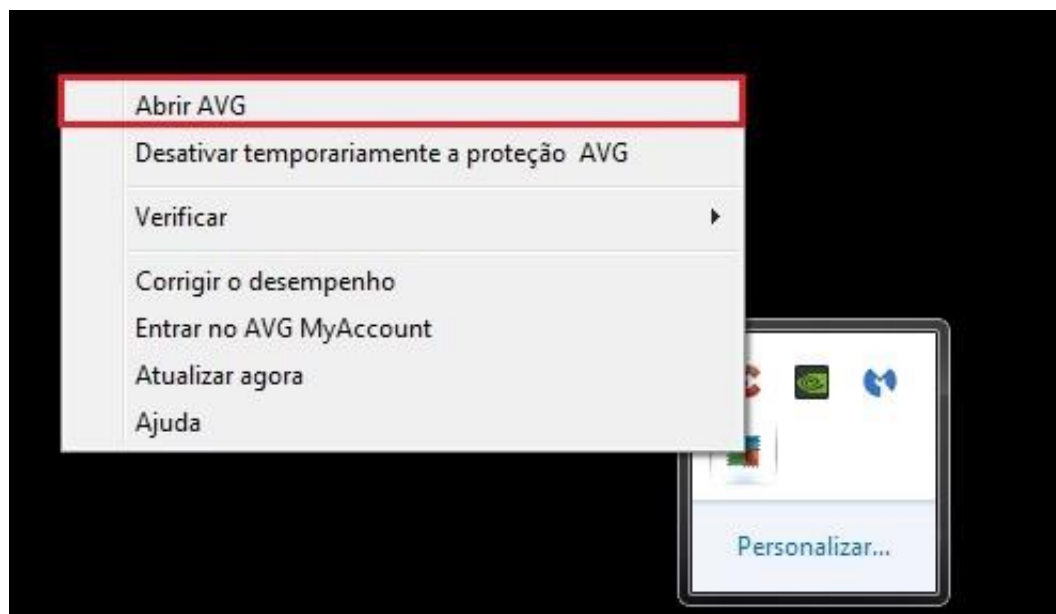 Abrir AVG
Desativar temporariamente a proteção  AVG
Verificar
Corrigir o desempenho
Entrar no AVG MyAccount
Atualizar agora
Ajuda
Personalizar...